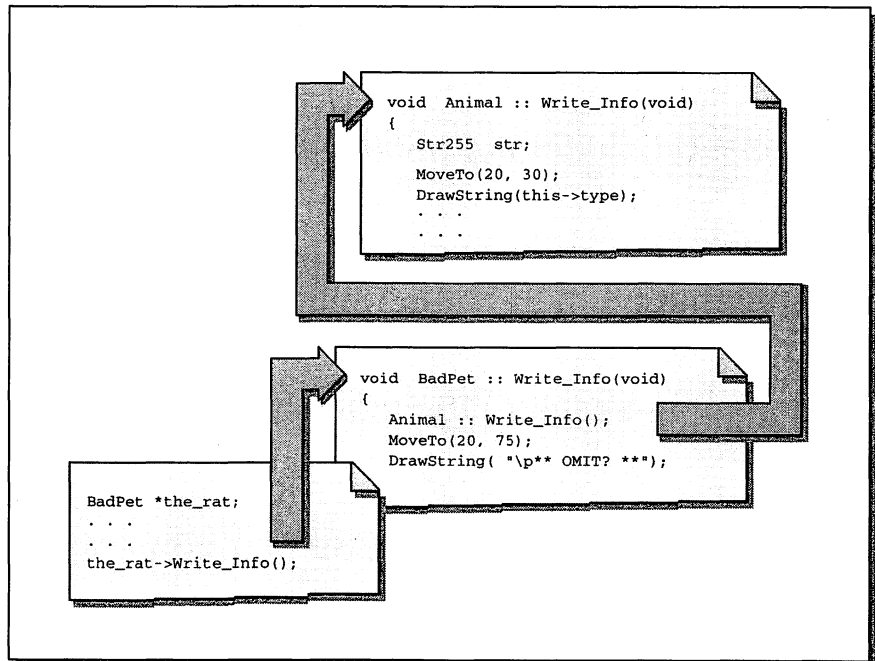 void Animal :: Write_Info(void)
{
Str255 str;
MoveTo(20, 30);
DrawString(this->type);
. . .
. . .
void BadPet :: Write_Info(void)
{
Animal :: Write_Info();
MoveTo(20, 75);
DrawString( "\p** OMIT? **");
BadPet *the_rat;
. . .
. . .
the_rat->Write_Info();